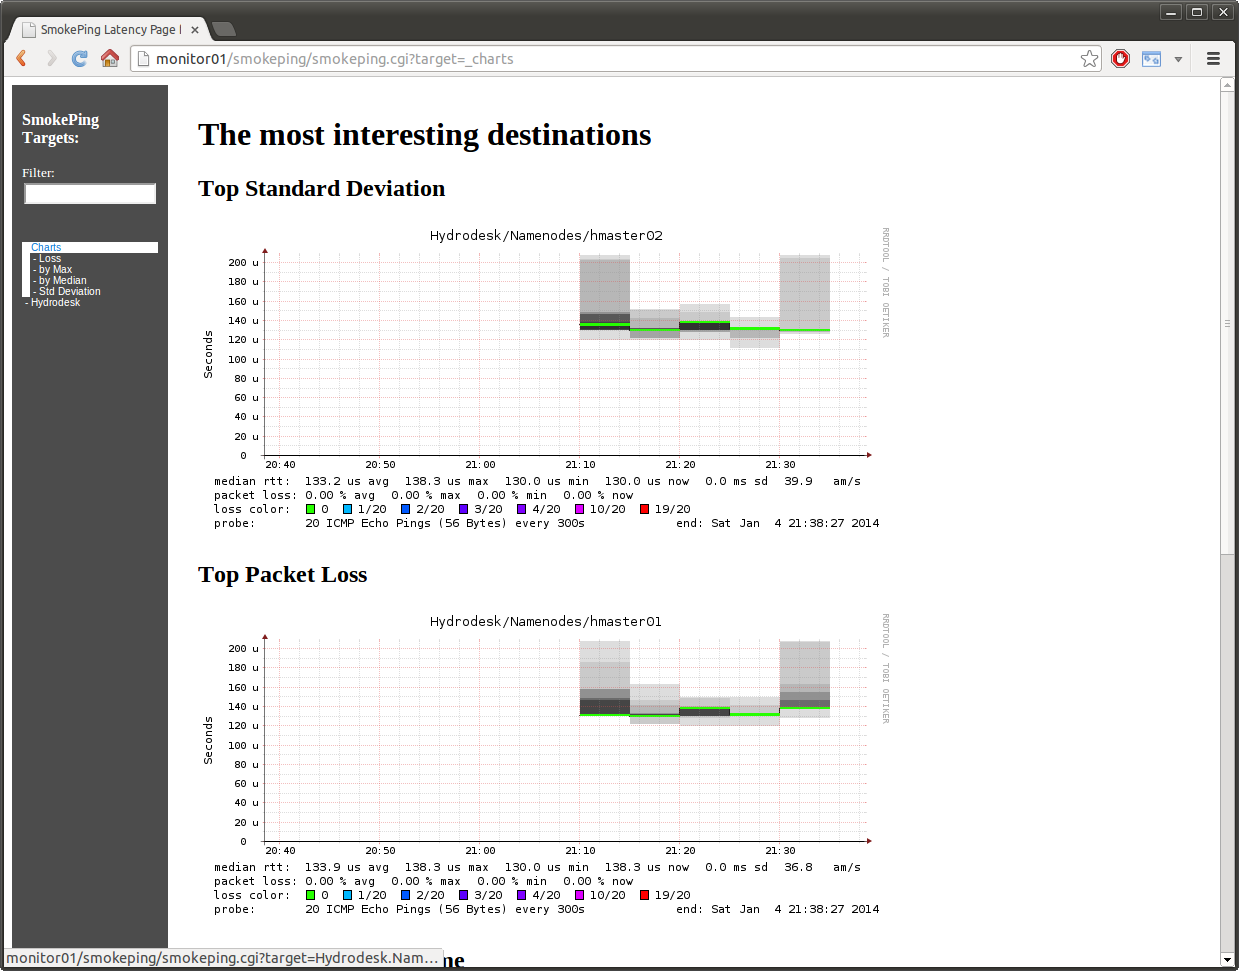 SmokePing Latency Page
monitor01/smokeping/smokeping.cgi?target=_charts
SmokePing
Targets:
Filter:
Charts
- Loss
- by Max
- by Median
- Std Deviation
- Hydrodesk
The most interesting destinations
Top Standard Deviation
Hydrodesk/Namenodes/hmaster02
RRDTOOL / TOBI OETIKER
Seconds
200 u
180 u
160 u
140 u
120 u
100 u
80 u
60 u
40 u
20 u
0
20:40 20:50 21:00 21:10 21:20 21:30
median rtt: 133.2 us avg 138.3 us max 130.0 us min 130.0 us now 0.0 ms sd 39.9 am/s
packet loss: 0.00 % avg 0.00 % max 0.00 % min 0.00 % now
loss color: 0 1/20 2/20 3/20 4/20 10/20 19/20
probe: 20 ICMP Echo Pings (56 Bytes) every 300s end: Sat Jan 4 21:38:27 2014
Top Packet Loss
Hydrodesk/Namenodes/hmaster01
RRDTOOL / TOBI OETIKER
Seconds
200 u
180 u
160 u
140 u
120 u
100 u
80 u
60 u
40 u
20 u
0
20:40 20:50 21:00 21:10 21:20 21:30
median rtt: 133.9 us avg 138.3 us max 130.0 us min 138.3 us now 0.0 ms sd 36.8 am/s
packet loss: 0.00 % avg 0.00 % max 0.00 % min 0.00 % now
loss color: 0 1/20 2/20 3/20 4/20 10/20 19/20
probe: 20 ICMP Echo Pings (56 Bytes) every 300s end: Sat Jan 4 21:38:27 2014
monitor01/smokeping/smokeping.cgi?target=Hydrodesk.Nam...